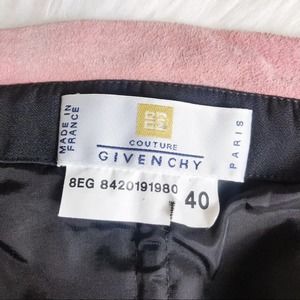 MADE IN
FRANCE
COUTURE
GIVENCHY
PARIS
8EG 8420191980
40